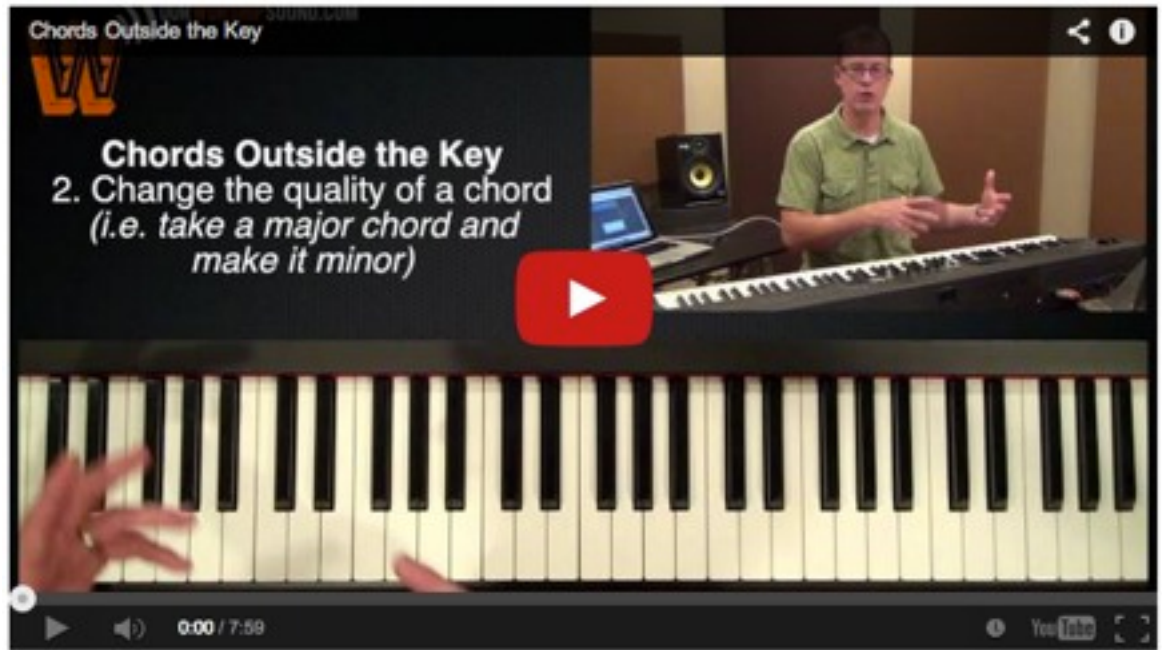 Chords Outside the Key
W
Chords Outside the Key
2. Change the quality of a chord
(i.e. take a major chord and
make it minor)
0:00 / 7:59
YouTube